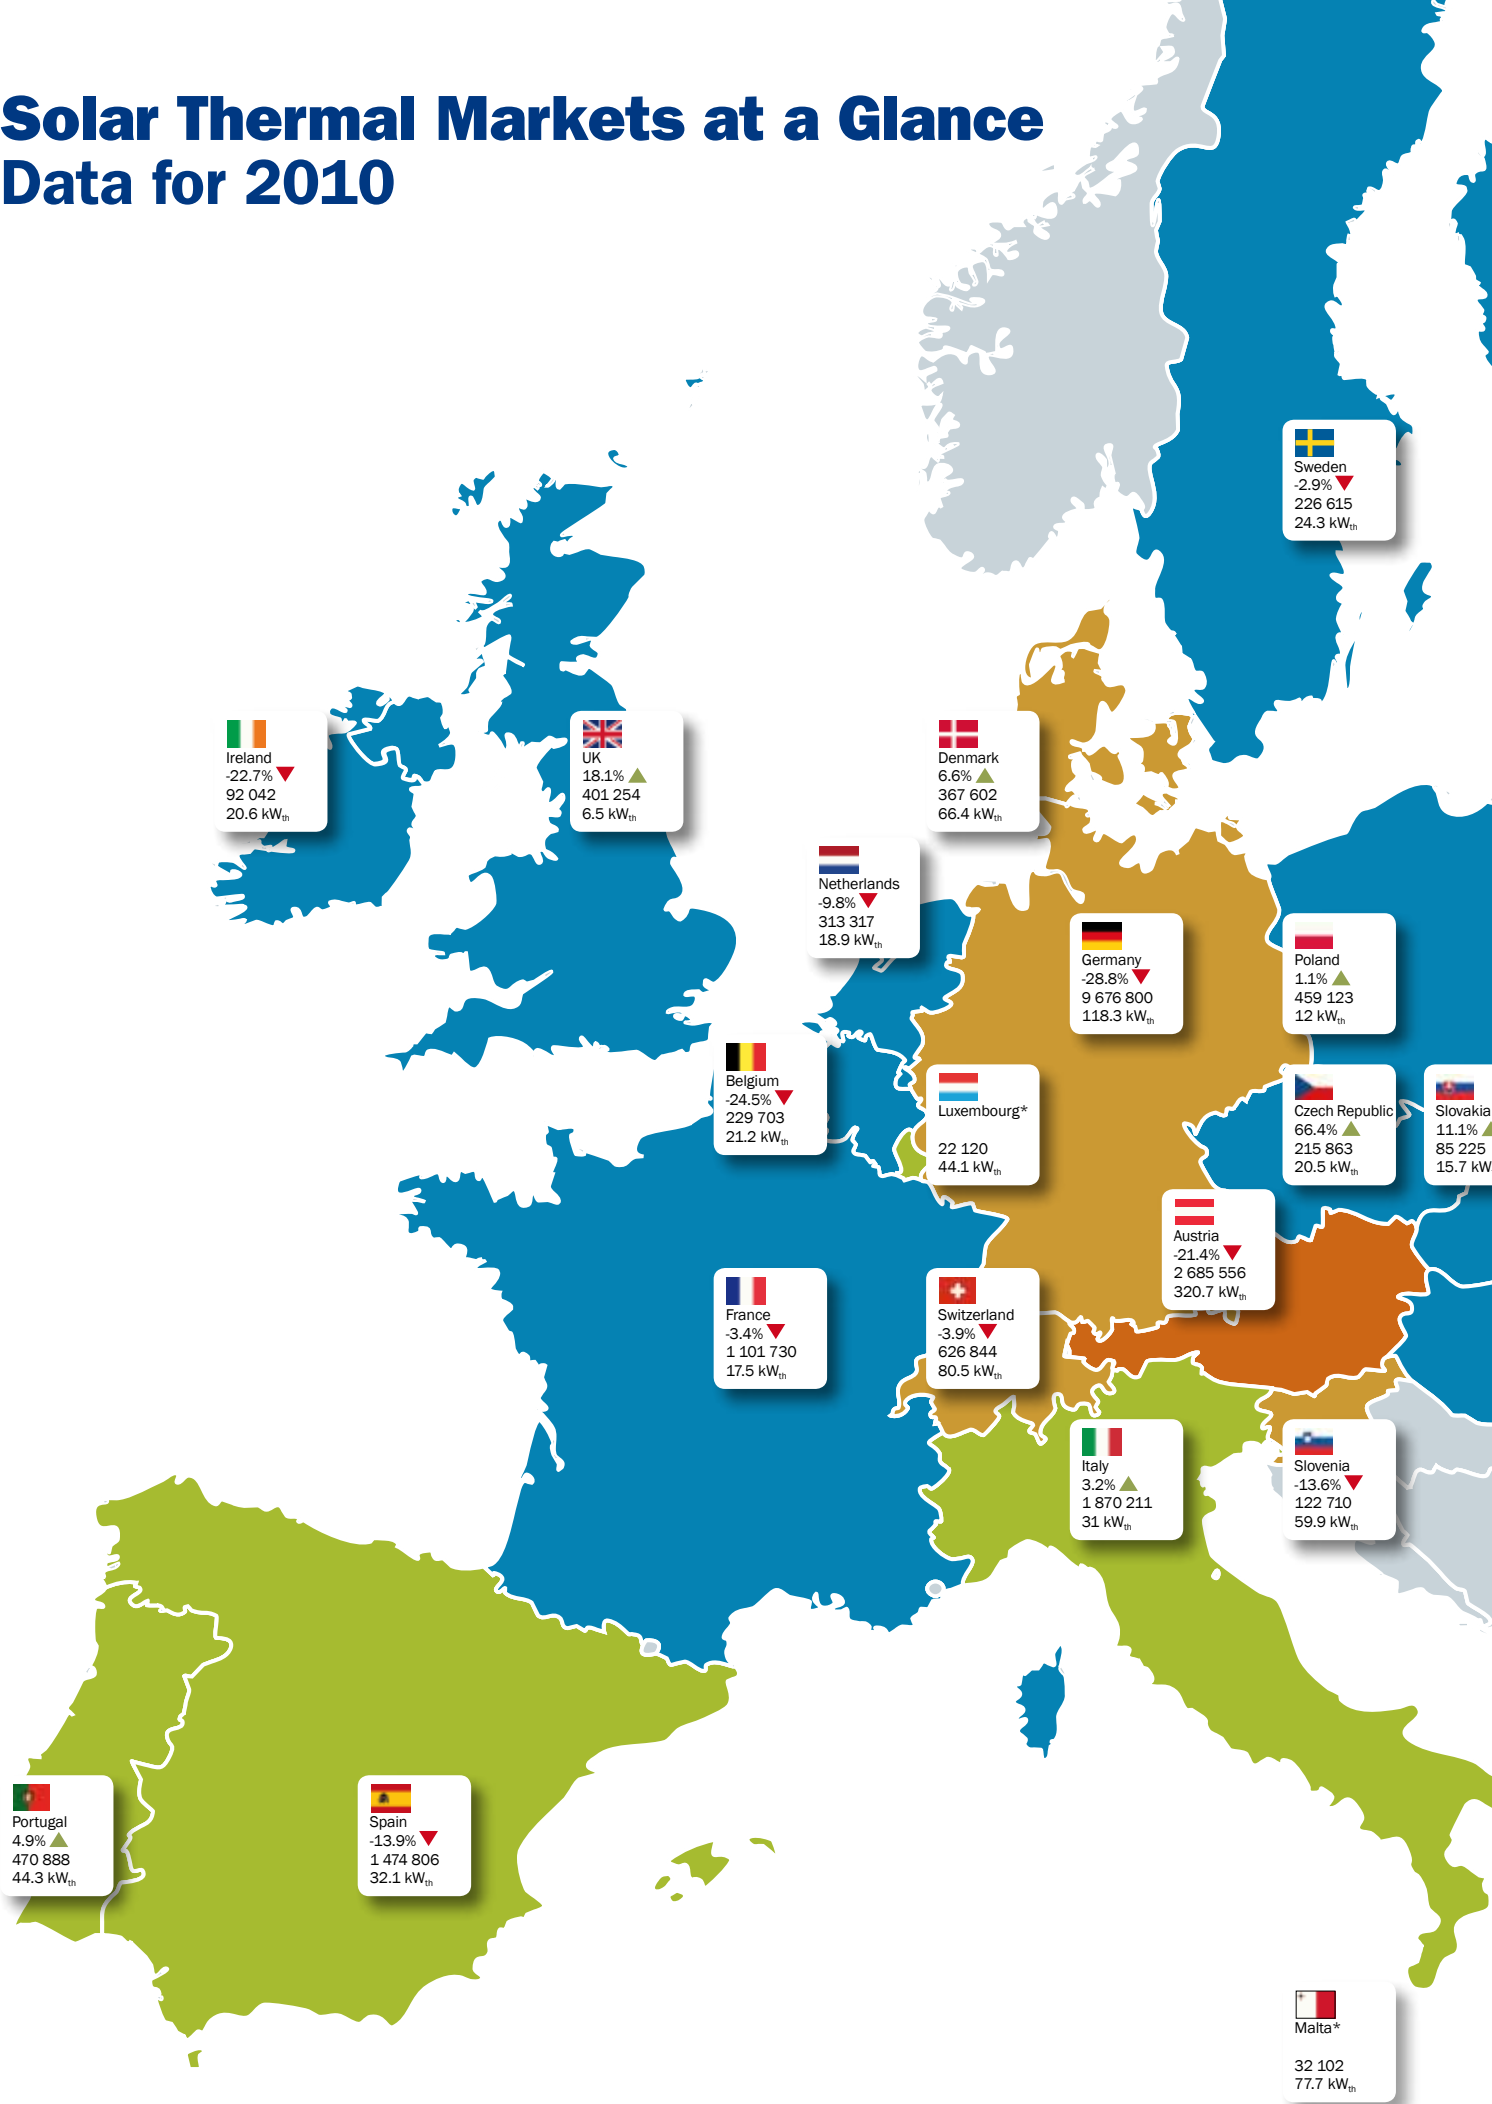 Solar Thermal Markets at a Glance
Data for 2010
Sweden
-2.9%
226 615
24.3 kWth
Ireland
-22.7%
92 042
20.6 kWth
UK
18.1%
401 254
6.5 kWth
Denmark
6.6%
367 602
66.4 kWth
Netherlands
-9.8%
313 317
18.9 kWth
Germany
-28.8%
9 676 800
118.3 kWth
Poland
1.1%
459 123
12 kWth
Belgium
-24.5%
229 703
21.2 kWth
Luxembourg*
22 120
44.1 kWth
Czech Republic
66.4%
215 863
20.5 kWth
Slovakia
11.1%
85 225
15.7 kW
Austria
-21.4%
2 685 556
320.7 kWth
France
-3.4%
1 101 730
17.5 kWth
Switzerland
-3.9%
626 844
80.5 kWth
Italy
3.2%
1 870 211
31 kWth
Slovenia
-13.6%
122 710
59.9 kWth
Portugal
4.9%
470 888
44.3 kWth
Spain
-13.9%
1 474 806
32.1 kWth
Malta*
32 102
77.7 kWth